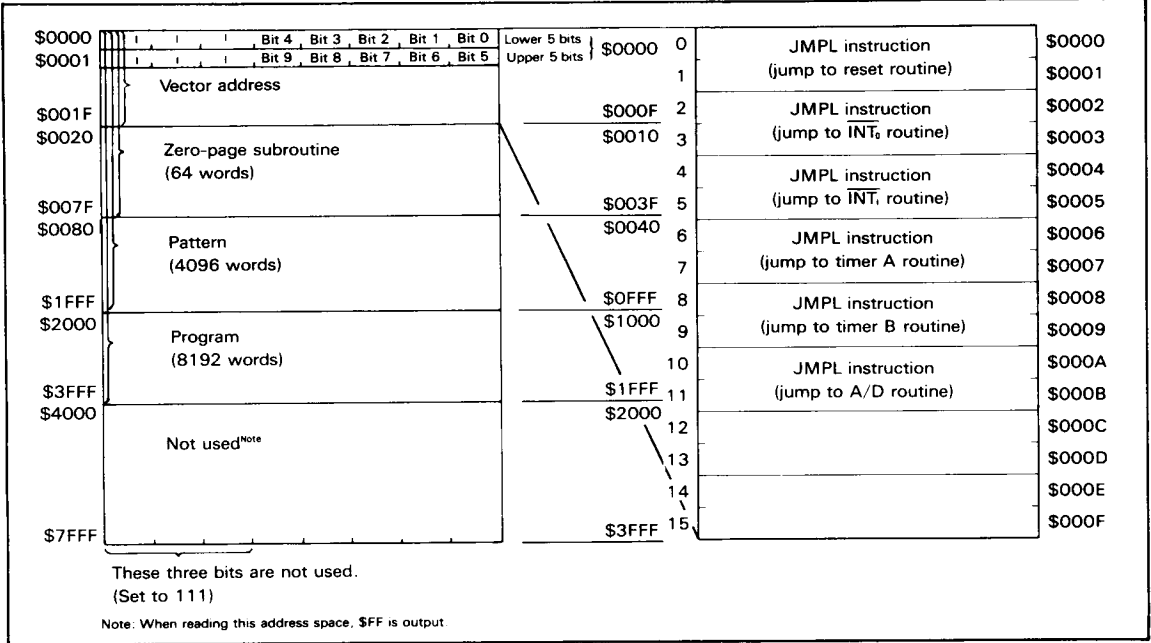 $0000 Bit 4 Bit 3 Bit 2 Bit 1 Bit 0 Lower 5 bits
$0001 Bit 9 Bit 8 Bit 7 Bit 6 Bit 5 Upper 5 bits
$0000
Vector address
$001F
$000F
$0020
$0010
Zero-page subroutine
(64 words)
$007F
$003F
$0080
$0040
Pattern
(4096 words)
$1FFF
$0FFF
$2000
$1000
Program
(8192 words)
$3FFF
$1FFF
$4000
$2000
Not used Note
$7FFF
$3FFF
These three bits are not used.
(Set to 111)
Note: When reading this address space, $FF is output.
0 JMPL instruction $0000
1 (jump to reset routine) $0001
2 JMPL instruction $0002
3 (jump to INT₀ routine) $0003
4 JMPL instruction $0004
5 (jump to INT₁ routine) $0005
6 JMPL instruction $0006
7 (jump to timer A routine) $0007
8 JMPL instruction $0008
9 (jump to timer B routine) $0009
10 JMPL instruction $000A
11 (jump to A/D routine) $000B
12 $000C
13 $000D
14 $000E
15 $000F